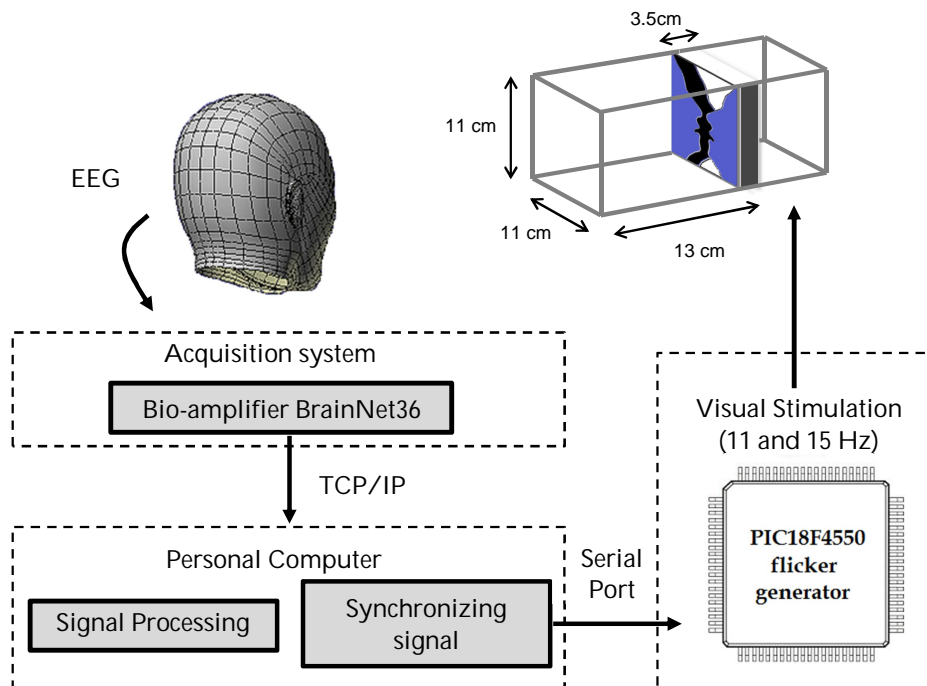 3.5cm
11 cm
11 cm
13 cm
EEG
Acquisition system
Bio-amplifier BrainNet36
TCP/IP
Personal Computer
Signal Processing
Synchronizing
signal
Serial
Port
Visual Stimulation
(11 and 15 Hz)
PIC18F4550
flicker
generator